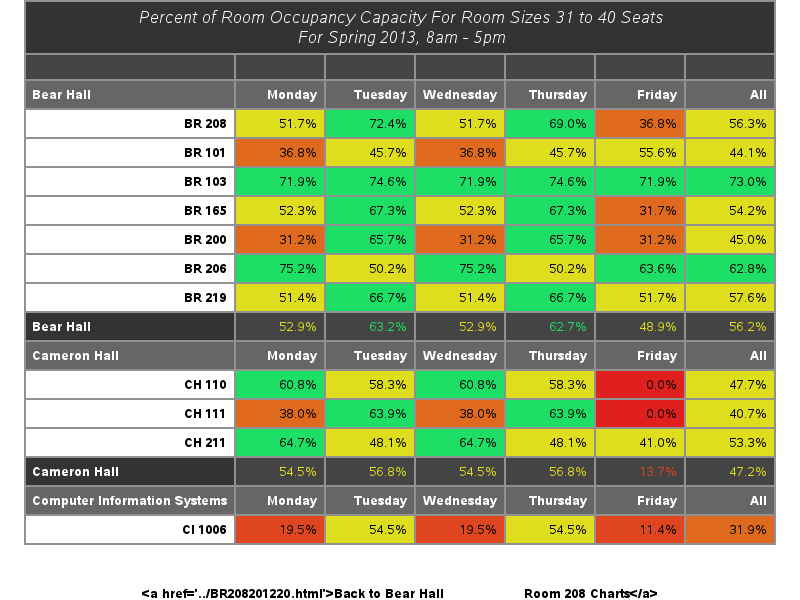 Percent of Room Occupancy Capacity For Room Sizes 31 to 40 Seats
For Spring 2013, 8am - 5pm
Bear Hall Monday Tuesday Wednesday Thursday Friday All
BR 208 51.7% 72.4% 51.7% 69.0% 36.8% 56.3%
BR 101 36.8% 45.7% 36.8% 45.7% 55.6% 44.1%
BR 103 71.9% 74.6% 71.9% 74.6% 71.9% 73.0%
BR 165 52.3% 67.3% 52.3% 67.3% 31.7% 54.2%
BR 200 31.2% 65.7% 31.2% 65.7% 31.2% 45.0%
BR 206 75.2% 50.2% 75.2% 50.2% 63.6% 62.8%
BR 219 51.4% 66.7% 51.4% 66.7% 51.7% 57.6%
Bear Hall 52.9% 63.2% 52.9% 62.7% 48.9% 56.2%
Cameron Hall Monday Tuesday Wednesday Thursday Friday All
CH 110 60.8% 58.3% 60.8% 58.3% 0.0% 47.7%
CH 111 38.0% 63.9% 38.0% 63.9% 0.0% 40.7%
CH 211 64.7% 48.1% 64.7% 48.1% 41.0% 53.3%
Cameron Hall 54.5% 56.8% 54.5% 56.8% 13.7% 47.2%
Computer Information Systems Monday Tuesday Wednesday Thursday Friday All
CI 1006 19.5% 54.5% 19.5% 54.5% 11.4% 31.9%
<a href='../BR208201220.html'>Back to Bear Hall Room 208 Charts</a>